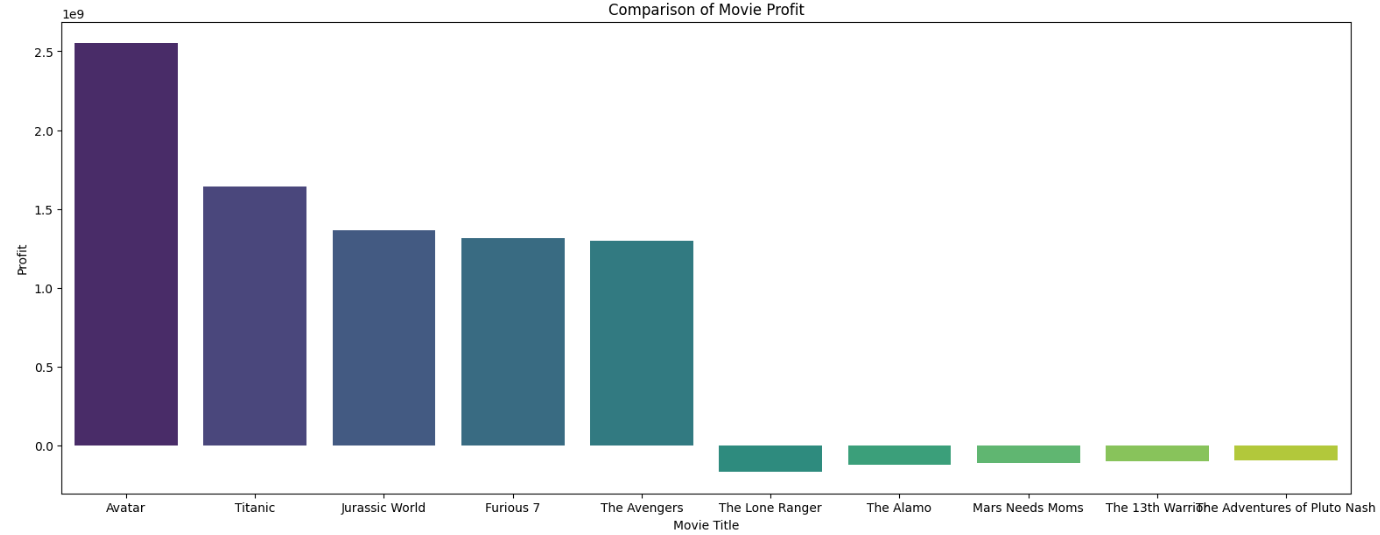 Comparison of Movie Profit
1e9
2.5
2.0
1.5
1.0
0.5
0.0
Profit
Avatar
Titanic
Jurassic World
Furious 7
The Avengers
The Lone Ranger
The Alamo
Mars Needs Moms
The 13th Warrior
The Adventures of Pluto Nash
Movie Title